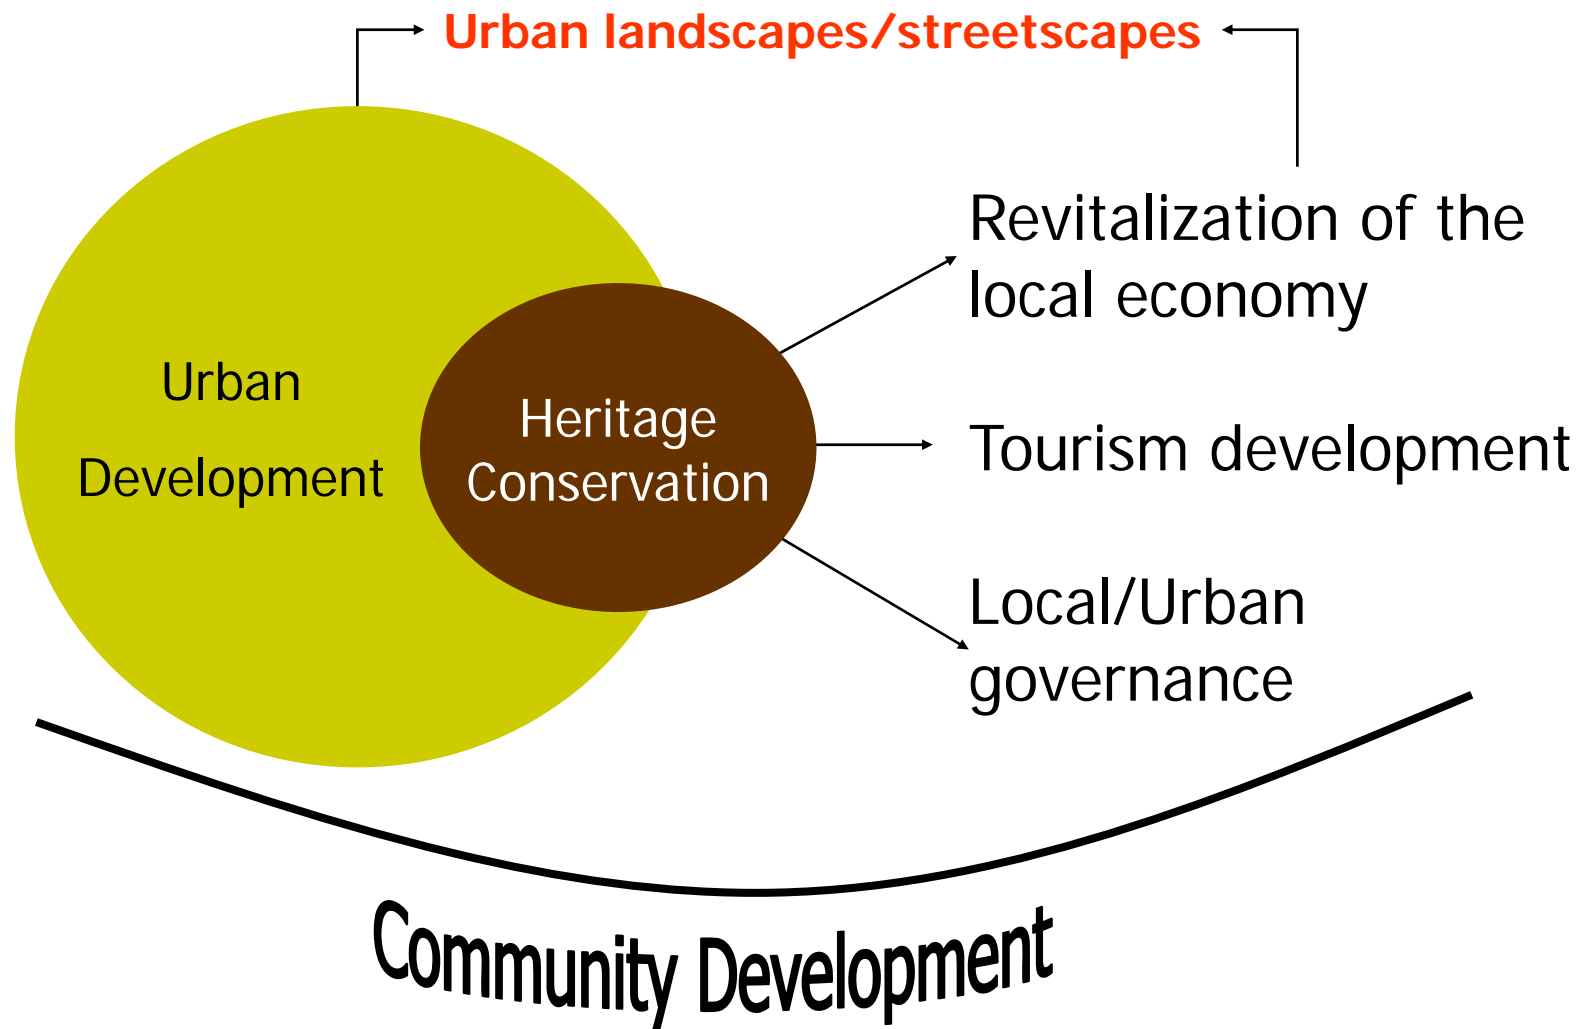 Urban landscapes/streetscapes
Urban
Development
Heritage
Conservation
Revitalization of the
local economy
Tourism development
Local/Urban
governance
Community Development